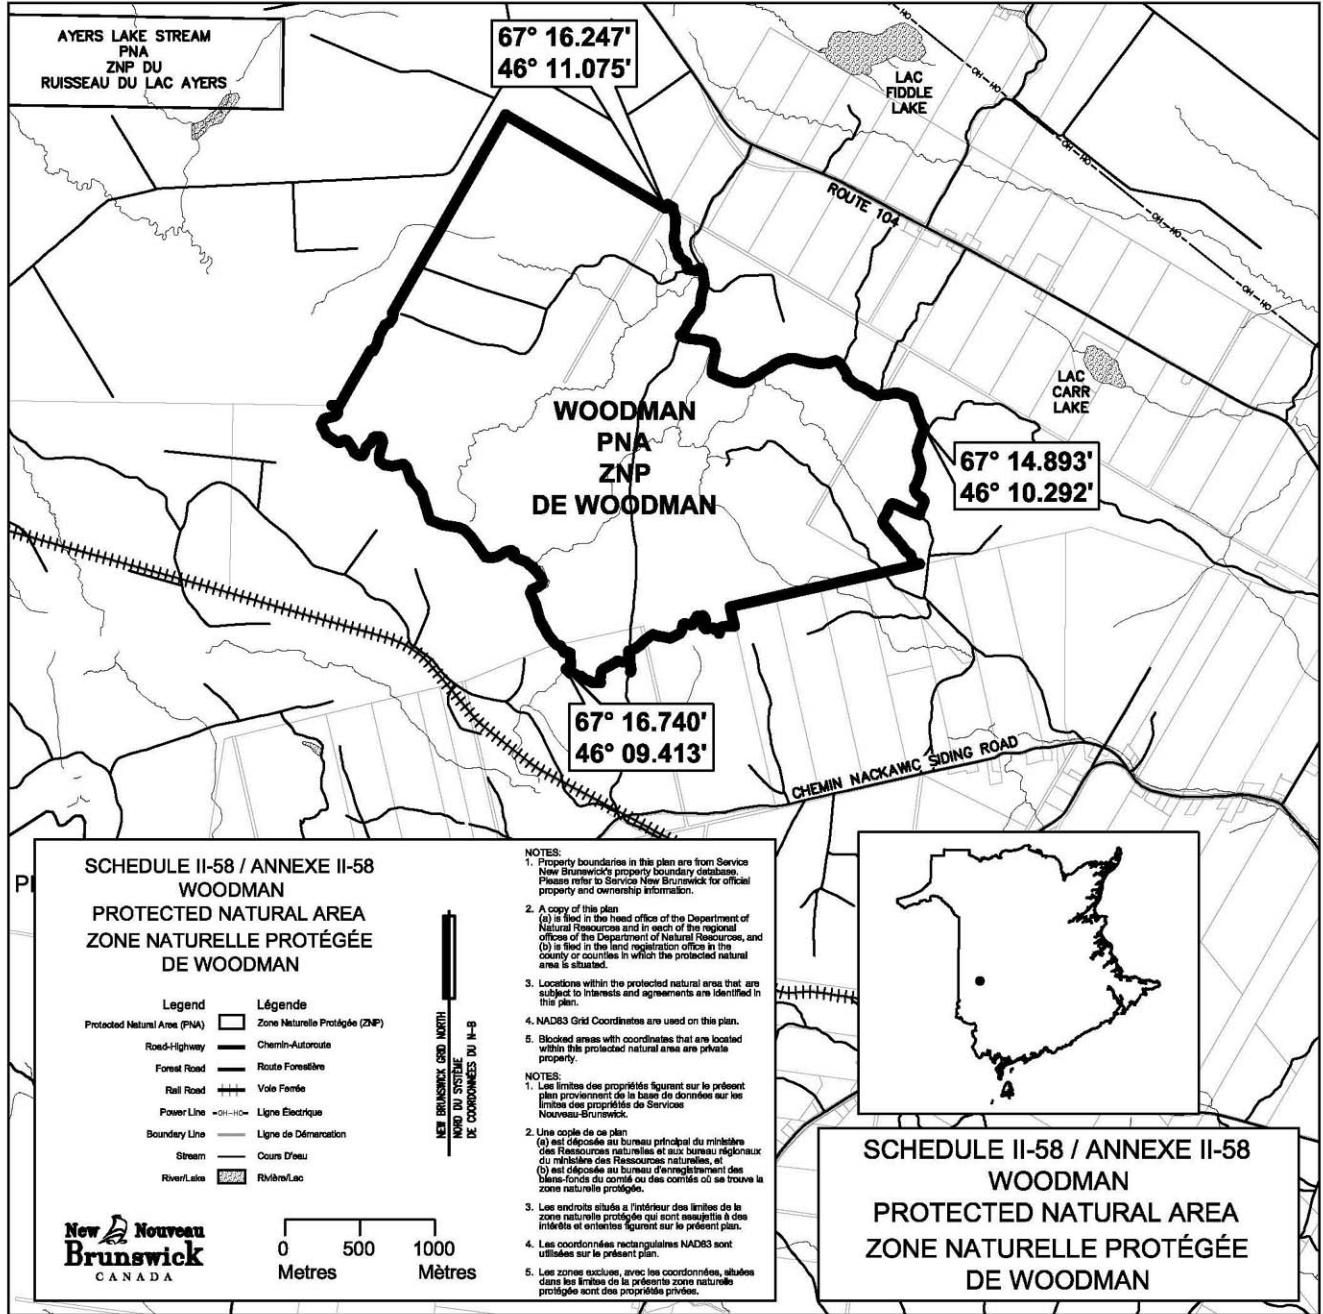 AYERS LAKE STREAM
PNA
ZNP DU
RUISSEAU DU LAC AYERS
67° 16.247'
46° 11.075'
LAC
FIDDLE
LAKE
OH-HO
OH-HO
OH-HO
OH-HO
OH-HO
ROUTE 104
LAC
CARR
LAKE
WOODMAN
PNA
ZNP
DE WOODMAN
67° 14.893'
46° 10.292'
67° 16.740'
46° 09.413'
CHEMIN NACKAWIC SIDING ROAD
SCHEDULE II-58 / ANNEXE II-58
WOODMAN
PROTECTED NATURAL AREA
ZONE NATURELLE PROTÉGÉE
DE WOODMAN
Legend Légende
Protected Natural Area (PNA) Zone Naturelle Protégée (ZNP)
Road-Highway Chemin-Autoroute
Forest Road Route Forestière
Rail Road Voie Ferrée
Power Line -OH-HO- Ligne Électrique
Boundary Line Ligne de Démarcation
Stream Cours D'eau
River/Lake Rivière/Lac
NEW BRUNSWICK GRID NORTH
NORD DU SYSTÈME
DE COORDONNÉES DU N-B
New Nouveau
Brunswick
CANADA
0 500 1000
Metres Mètres
NOTES:
1. Property boundaries in this plan are from Service
New Brunswick's property boundary database.
Please refer to Service New Brunswick for official
property and ownership information.
2. A copy of this plan
(a) is filed in the head office of the Department of
Natural Resources and in each of the regional
offices of the Department of Natural Resources, and
(b) is filed in the land registration office in the
county or counties in which the protected natural
area is situated.
3. Locations within the protected natural area that are
subject to interests and agreements are identified in
this plan.
4. NAD83 Grid Coordinates are used on this plan.
5. Blocked areas with coordinates that are located
within this protected natural area are private
property.
NOTES:
1. Les limites des propriétés figurant sur le présent
plan proviennent de la base de données sur les
limites des propriétés de Services
Nouveau-Brunswick.
2. Une copie de ce plan
(a) est déposée au bureau principal du ministère
des Ressources naturelles et aux bureau régionaux
du ministère des Ressources naturelles, et
(b) est déposée au bureau d'enregistrement des
biens-fonds du comté ou des comtés où se trouve la
zone naturelle protégée.
3. Les endroits situés a l'intérieur des limites de la
zone naturelle protégée qui sont assujettis à des
intérêts et ententes figurent sur le présent plan.
4. Les coordonnées rectangulaires NAD83 sont
utilisées sur le présent plan.
5. Les zones exclues, avec les coordonnées, situées
dans les limites de la présente zone naturelle
protégée sont des propriétés privées.
SCHEDULE II-58 / ANNEXE II-58
WOODMAN
PROTECTED NATURAL AREA
ZONE NATURELLE PROTÉGÉE
DE WOODMAN